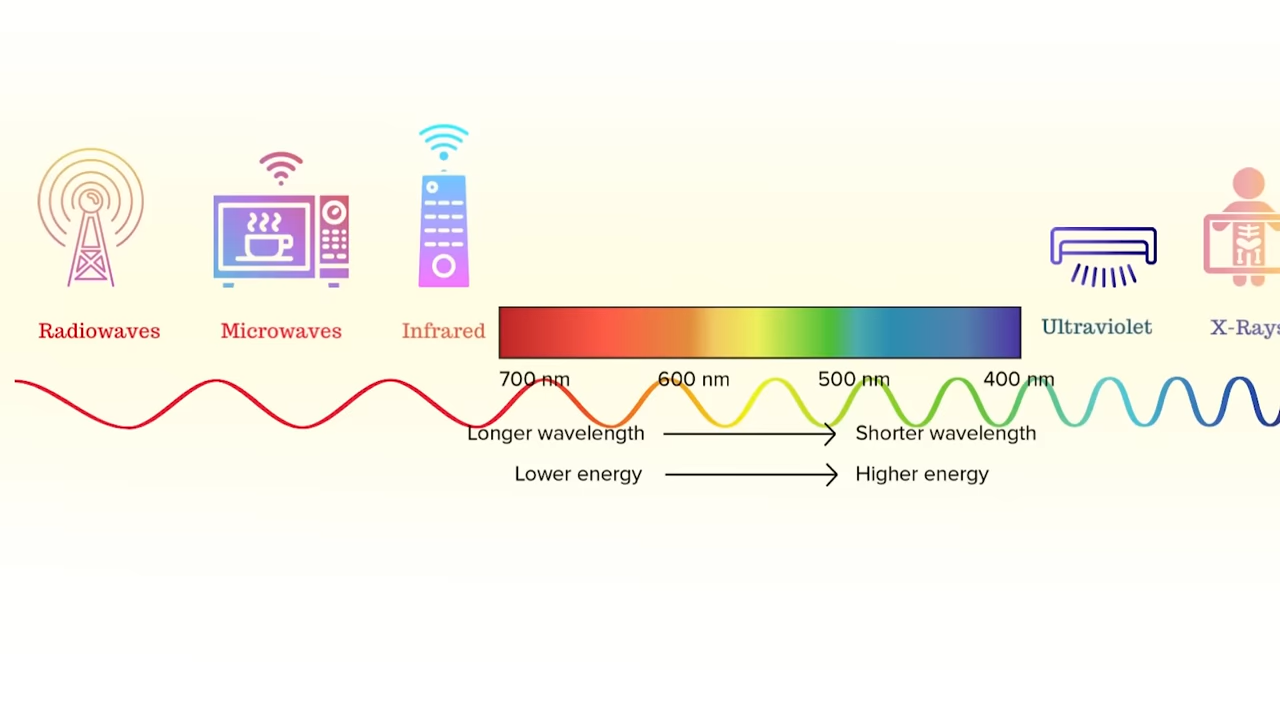 Radiowaves
Microwaves
Infrared
Ultraviolet
X-Rays
700 nm
600 nm
500 nm
400 nm
Longer wavelength
Shorter wavelength
Lower energy
Higher energy